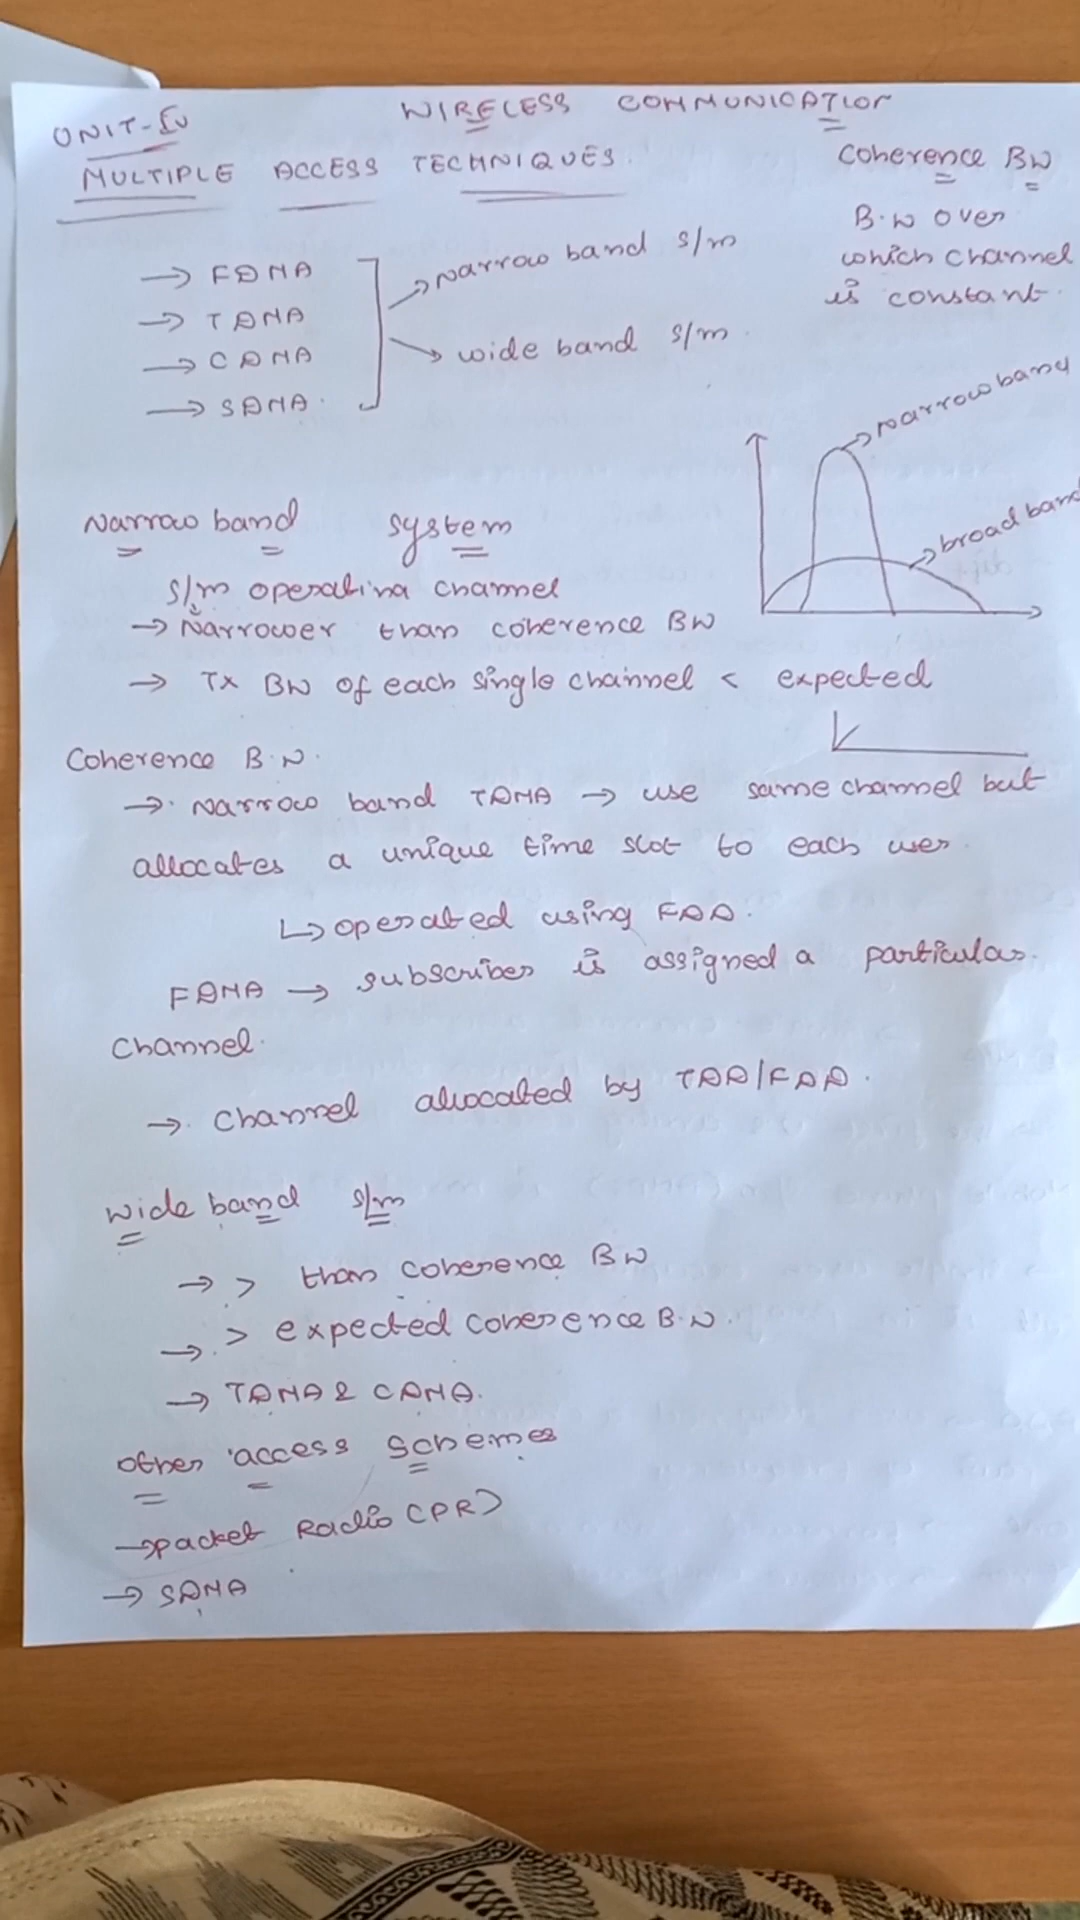 WIRELESS COMMUNICATION
UNIT-IV
MULTIPLE ACCESS TECHNIQUES.
Coherence BW
B.W over
which channel
is constant.
→ FDMA
→ TDMA
→ CDMA
→ SDMA.
→ Narrow band s/m
→ wide band s/m.
→ Narrow band
→ broad band
Narrow band system
s/m operating channel
→ Narrower than coherence BW
→ TX BW of each single channel < expected
Coherence B.W.
→ Narrow band TDMA → use same channel but
allocates a unique time slot to each user.
↳ operated using FDD.
FDMA → subscriber is assigned a particular
channel.
→ channel allocated by TDD/FDD.
wide band s/m
→ > than coherence BW
→ > expected coherence B.W.
→ TDMA & CDMA.
other access schemes
→ packet Radio (PR)
→ SDMA